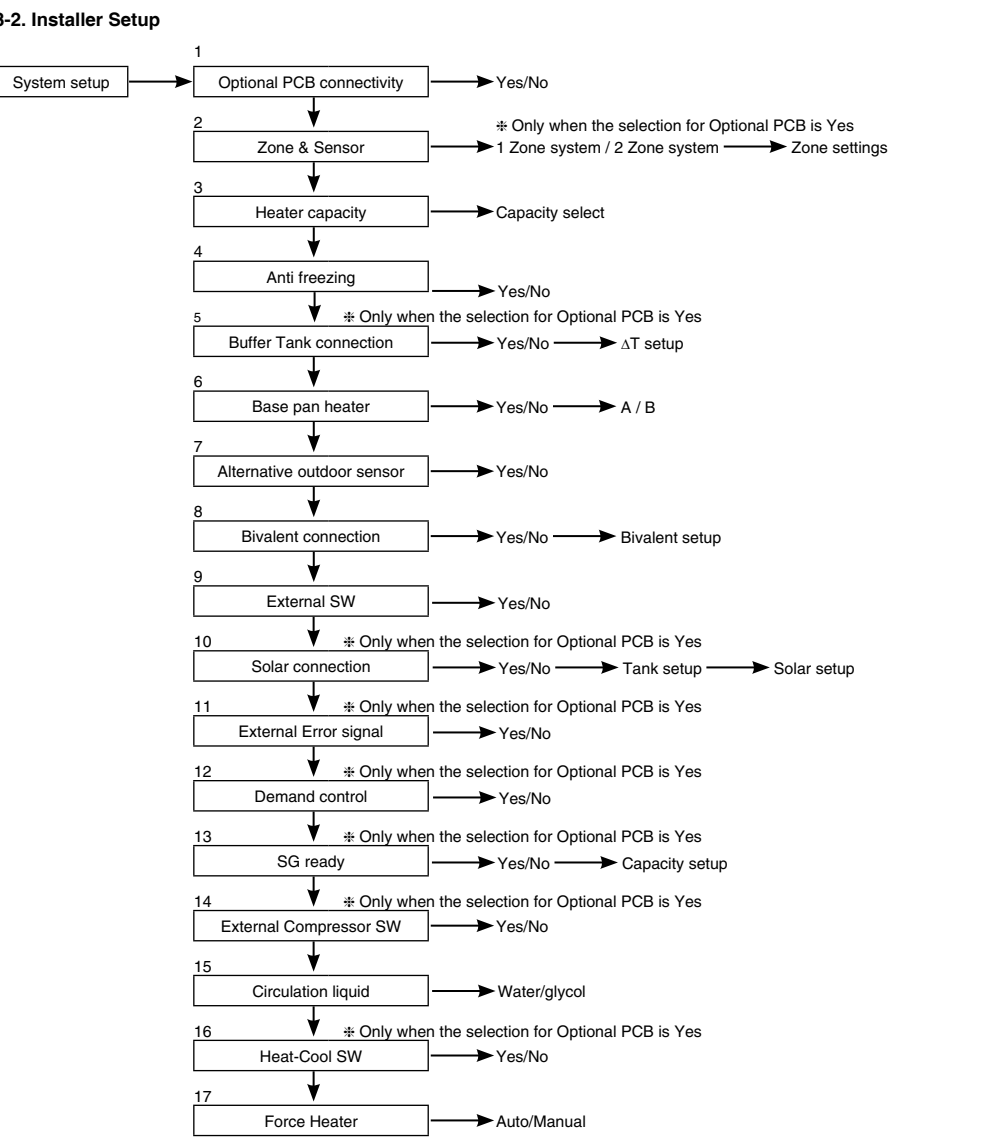 3-2. Installer Setup
1
System setup Optional PCB connectivity Yes/No
2 ⁜ Only when the selection for Optional PCB is Yes
Zone & Sensor 1 Zone system / 2 Zone system Zone settings
3
Heater capacity Capacity select
4
Anti freezing Yes/No
5 ⁜ Only when the selection for Optional PCB is Yes
Buffer Tank connection Yes/No ΔT setup
6
Base pan heater Yes/No A / B
7
Alternative outdoor sensor Yes/No
8
Bivalent connection Yes/No Bivalent setup
9
External SW Yes/No
10 ⁜ Only when the selection for Optional PCB is Yes
Solar connection Yes/No Tank setup Solar setup
11 ⁜ Only when the selection for Optional PCB is Yes
External Error signal Yes/No
12 ⁜ Only when the selection for Optional PCB is Yes
Demand control Yes/No
13 ⁜ Only when the selection for Optional PCB is Yes
SG ready Yes/No Capacity setup
14 ⁜ Only when the selection for Optional PCB is Yes
External Compressor SW Yes/No
15
Circulation liquid Water/glycol
16 ⁜ Only when the selection for Optional PCB is Yes
Heat-Cool SW Yes/No
17
Force Heater Auto/Manual